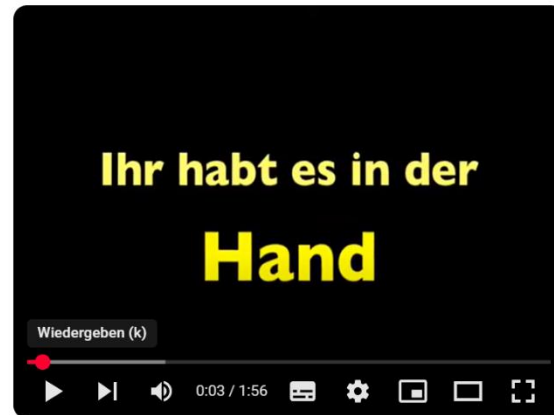 Ihr habt es in der
Hand
Wiedergeben (k)
0:03 / 1:56